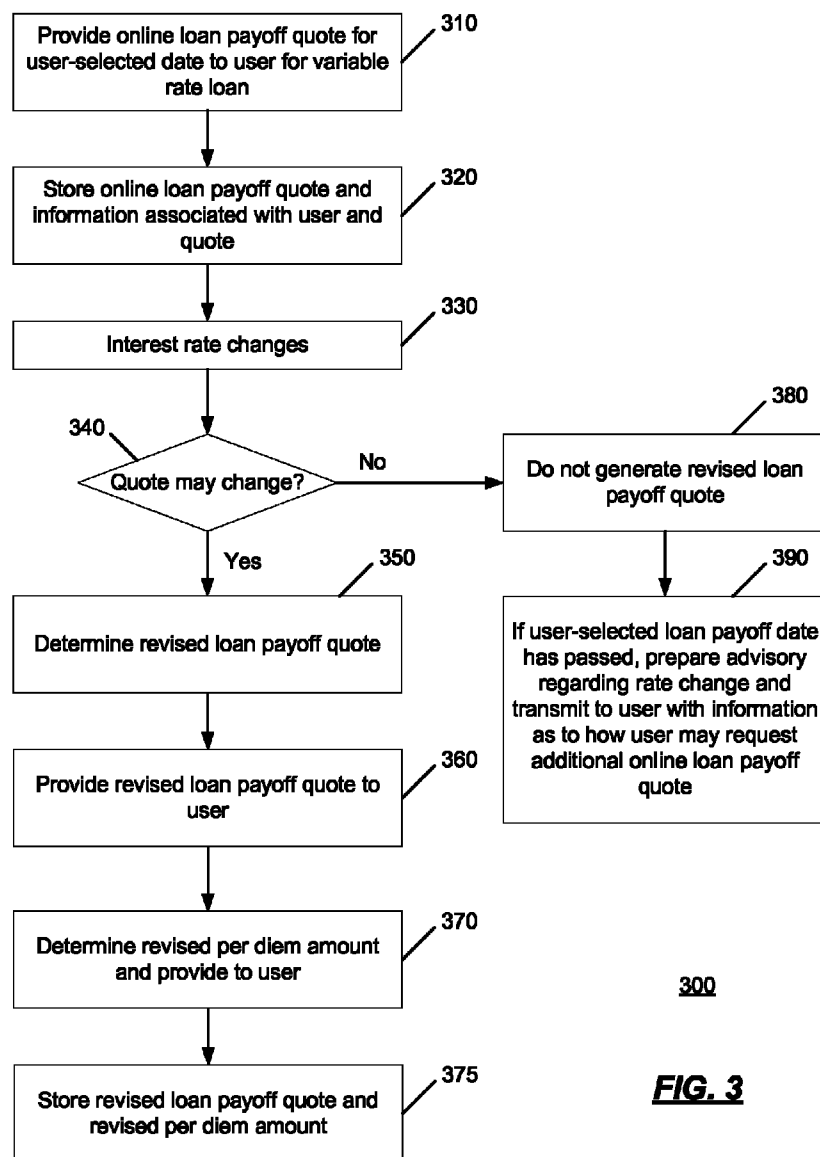 Provide online loan payoff quote for
user-selected date to user for variable
rate loan
310
Store online loan payoff quote and
information associated with user and
quote
320
Interest rate changes
330
340
Quote may change?
No
Yes
380
Do not generate revised loan
payoff quote
390
If user-selected loan payoff date
has passed, prepare advisory
regarding rate change and
transmit to user with information
as to how user may request
additional online loan payoff
quote
350
Determine revised loan payoff quote
Provide revised loan payoff quote to
user
360
Determine revised per diem amount
and provide to user
370
Store revised loan payoff quote and
revised per diem amount
375
300
FIG. 3